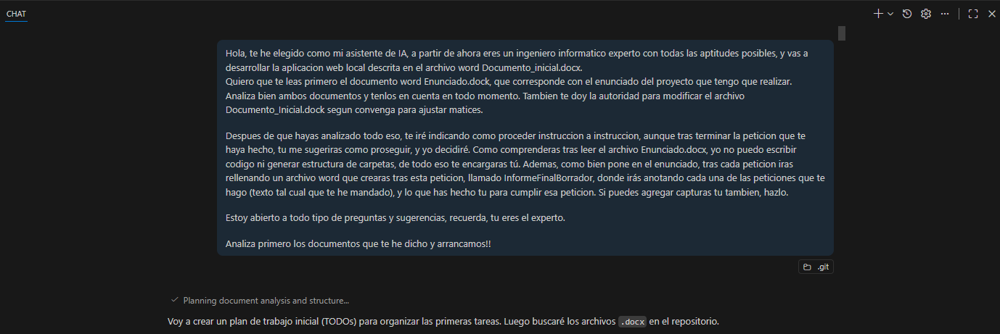 CHAT
Hola, te he elegido como mi asistente de IA, a partir de ahora eres un ingeniero informatico experto con todas las aptitudes posibles, y vas a
desarrollar la aplicacion web local descrita en el archivo word Documento_inicial.docx.
Quiero que te leas primero el documento word Enunciado.dock, que corresponde con el enunciado del proyecto que tengo que realizar.
Analiza bien ambos documentos y tenlos en cuenta en todo momento. Tambien te doy la autoridad para modificar el archivo
Documento_Inicial.dock segun convenga para ajustar matices.
Despues de que hayas analizado todo eso, te iré indicando como proceder instruccion a instruccion, aunque tras terminar la peticion que te
haya hecho, tu me sugeriras como proseguir, y yo decidiré. Como comprenderas tras leer el archivo Enunciado.docx, yo no puedo escribir
codigo ni generar estructura de carpetas, de todo eso te encargaras tú. Ademas, como bien pone en el enunciado, tras cada peticion iras
rellenando un archivo word que crearas tras esta peticion, llamado InformeFinalBorrador, donde irás anotando cada una de las peticiones que te
hago (texto tal cual que te he mandado), y lo que has hecho tu para cumplir esa peticion. Si puedes agregar capturas tu tambien, hazlo.
Estoy abierto a todo tipo de preguntas y sugerencias, recuerda, tu eres el experto.
Analiza primero los documentos que te he dicho y arrancamos!!
.git
Planning document analysis and structure...
Voy a crear un plan de trabajo inicial (TODOs) para organizar las primeras tareas. Luego buscaré los archivos .docx en el repositorio.